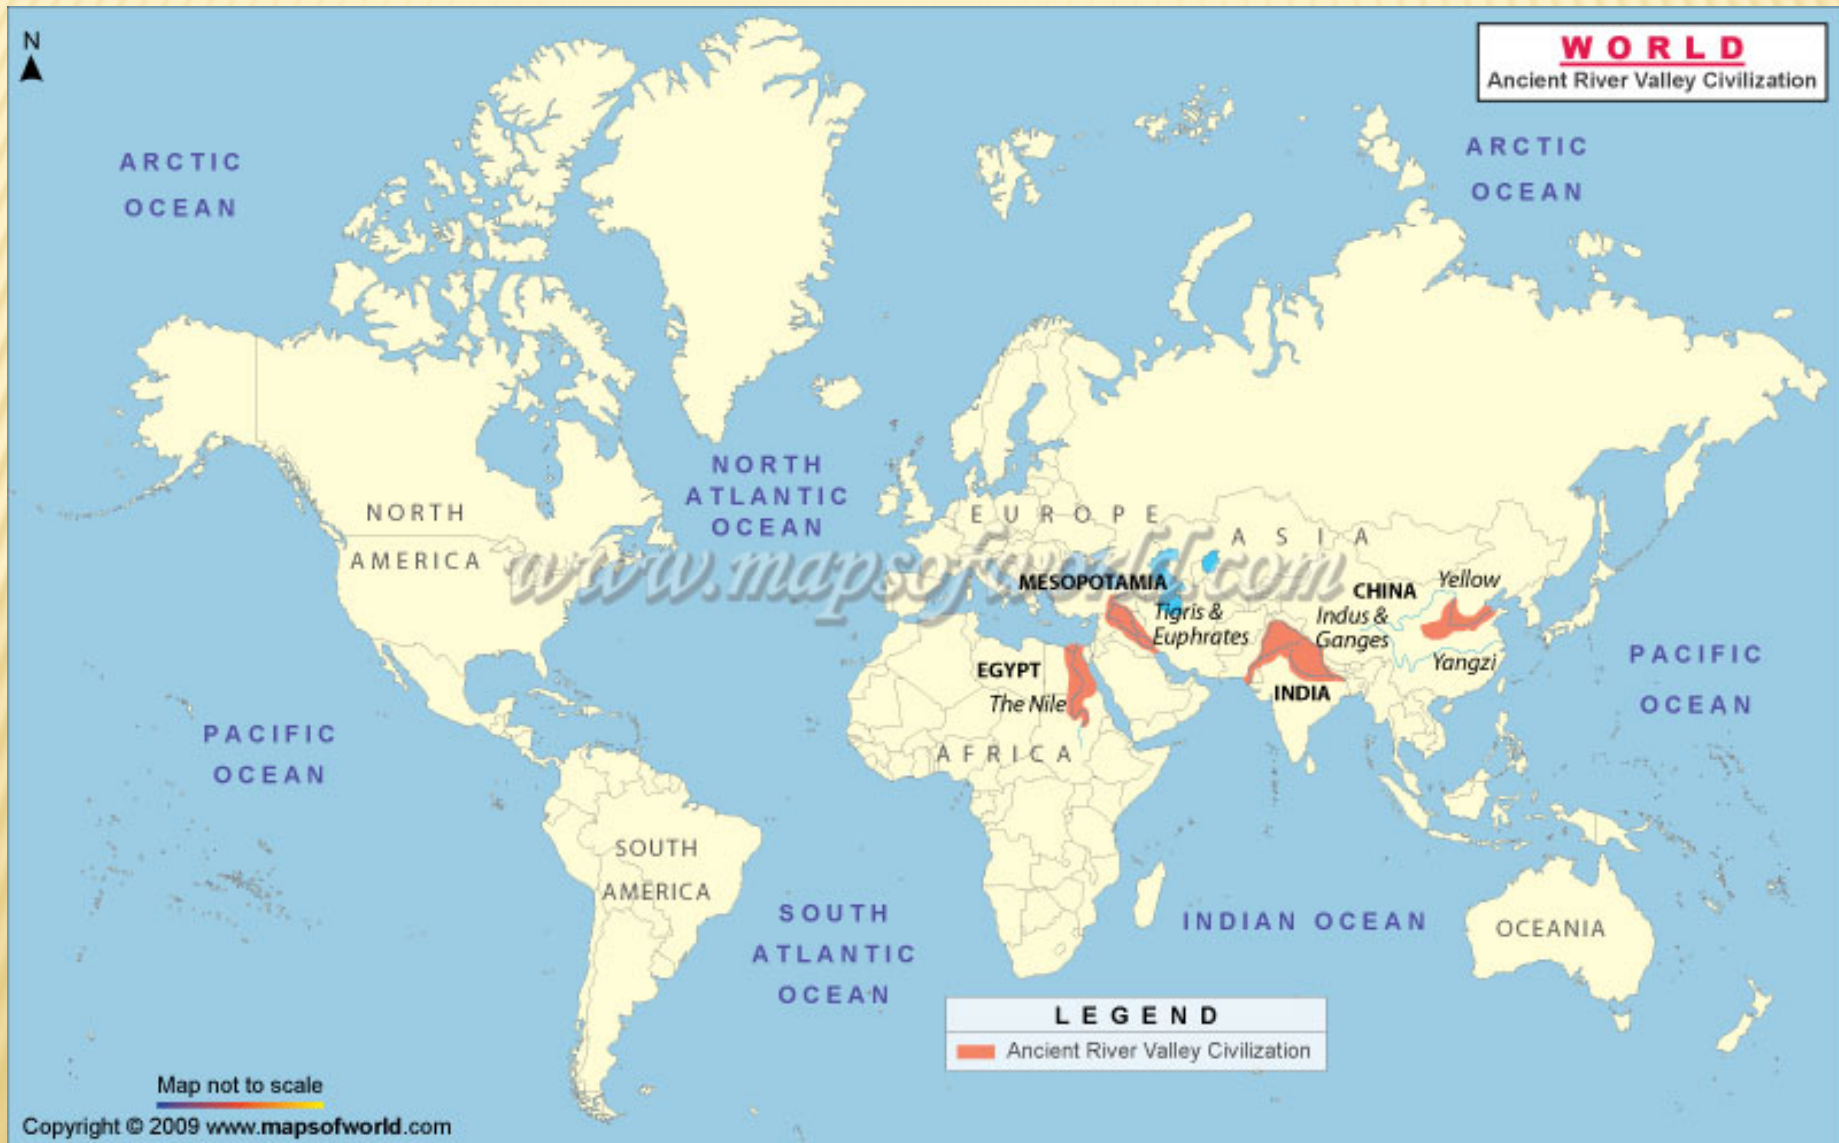 N
WORLD
Ancient River Valley Civilization
ARCTIC
OCEAN
ARCTIC
OCEAN
NORTH
ATLANTIC
OCEAN
NORTH
AMERICA
EUROPE
ASIA
www.mapsofworld.com
MESOPOTAMIA
Tigris &
Euphrates
CHINA
Yellow
Indus &
Ganges
Yangzi
EGYPT
The Nile
INDIA
AFRICA
PACIFIC
OCEAN
PACIFIC
OCEAN
SOUTH
AMERICA
SOUTH
ATLANTIC
OCEAN
INDIAN OCEAN
OCEANIA
LEGEND
Ancient River Valley Civilization
Map not to scale
Copyright © 2009 www.mapsofworld.com